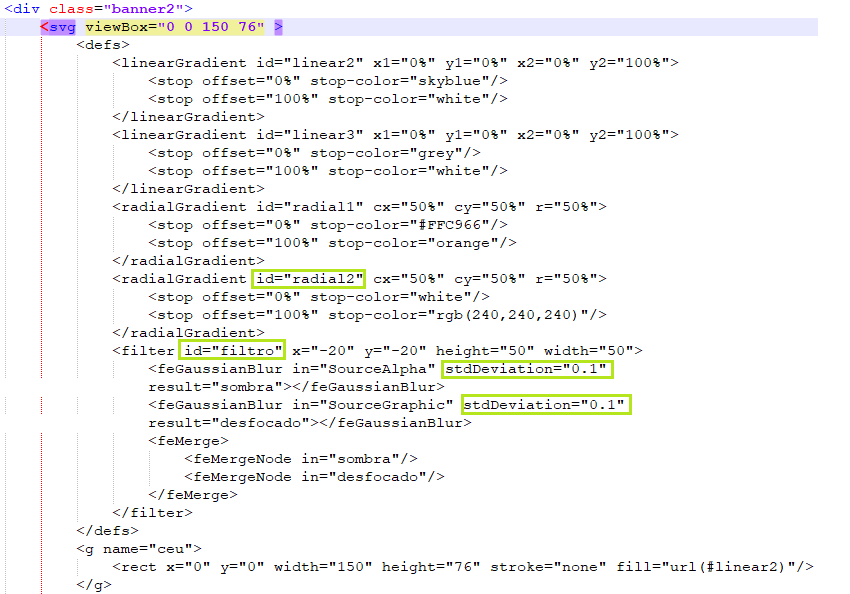 <div class="banner2">
<svg viewBox="0 0 150 76" >
<defs>
<linearGradient id="linear2" x1="0%" y1="0%" x2="0%" y2="100%">
<stop offset="0%" stop-color="skyblue"/>
<stop offset="100%" stop-color="white"/>
</linearGradient>
<linearGradient id="linear3" x1="0%" y1="0%" x2="0%" y2="100%">
<stop offset="0%" stop-color="grey"/>
<stop offset="100%" stop-color="white"/>
</linearGradient>
<radialGradient id="radial1" cx="50%" cy="50%" r="50%">
<stop offset="0%" stop-color="#FFC966"/>
<stop offset="100%" stop-color="orange"/>
</radialGradient>
<radialGradient id="radial2" cx="50%" cy="50%" r="50%">
<stop offset="0%" stop-color="white"/>
<stop offset="100%" stop-color="rgb(240,240,240)"/>
</radialGradient>
<filter id="filtro" x="-20" y="-20" height="50" width="50">
<feGaussianBlur in="SourceAlpha" stdDeviation="0.1"
result="sombra"></feGaussianBlur>
<feGaussianBlur in="SourceGraphic" stdDeviation="0.1"
result="desfocado"></feGaussianBlur>
<feMerge>
<feMergeNode in="sombra"/>
<feMergeNode in="desfocado"/>
</feMerge>
</filter>
</defs>
<g name="ceu">
<rect x="0" y="0" width="150" height="76" stroke="none" fill="url(#linear2)"/>
</g>